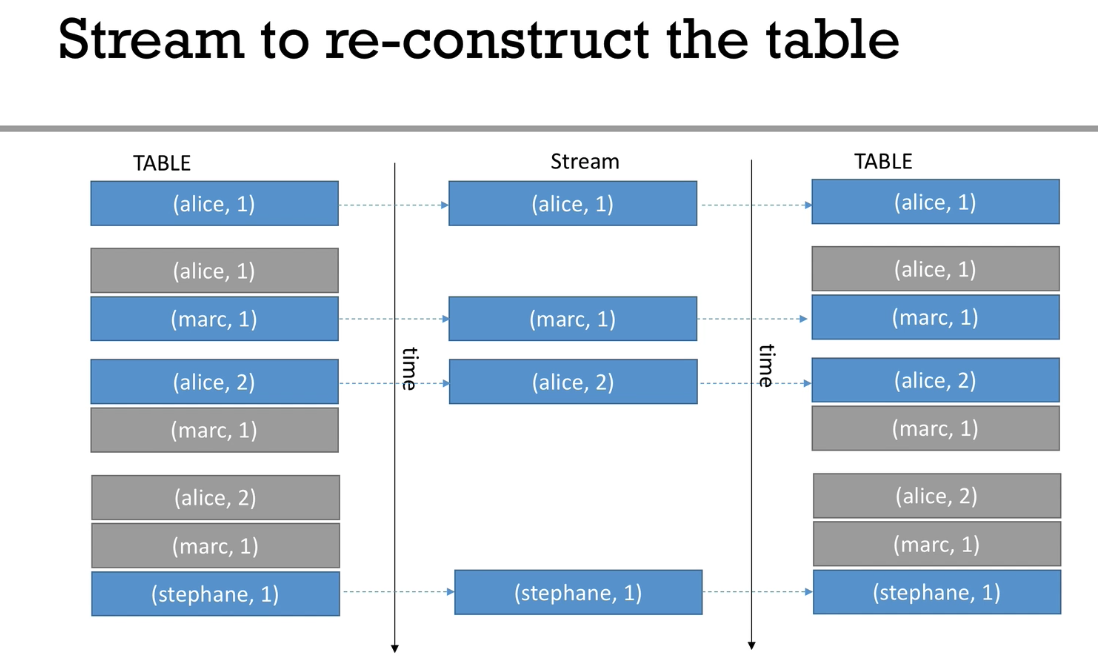 Stream to re-construct the table
TABLE
Stream
TABLE
(alice, 1)
(alice, 1)
(alice, 1)
(alice, 1)
(alice, 1)
(marc, 1)
(marc, 1)
(marc, 1)
time
time
(alice, 2)
(alice, 2)
(alice, 2)
(marc, 1)
(marc, 1)
(alice, 2)
(alice, 2)
(marc, 1)
(marc, 1)
(stephane, 1)
(stephane, 1)
(stephane, 1)